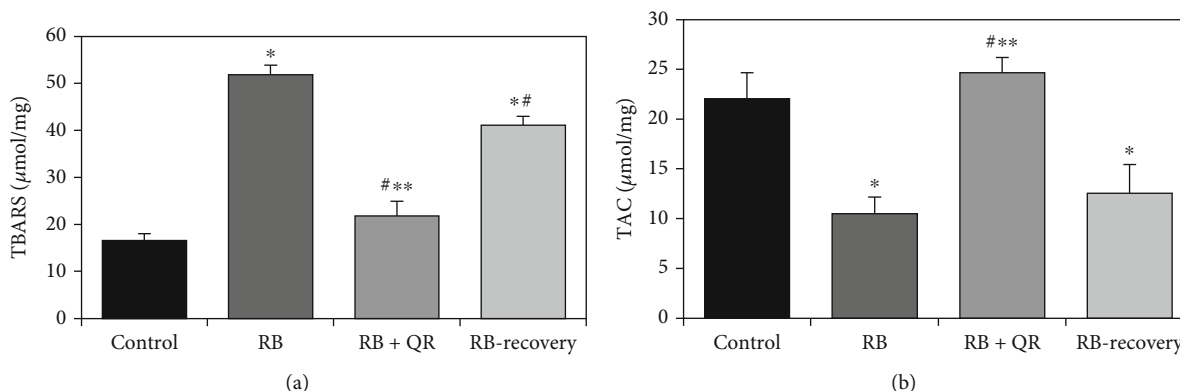 TBARS (μmol/mg)
60
50
40
30
20
10
0
*
#**
*#
Control
RB
RB + QR
RB-recovery
(a)
TAC (μmol/mg)
30
25
20
15
10
5
0
*
#**
*
Control
RB
RB + QR
RB-recovery
(b)